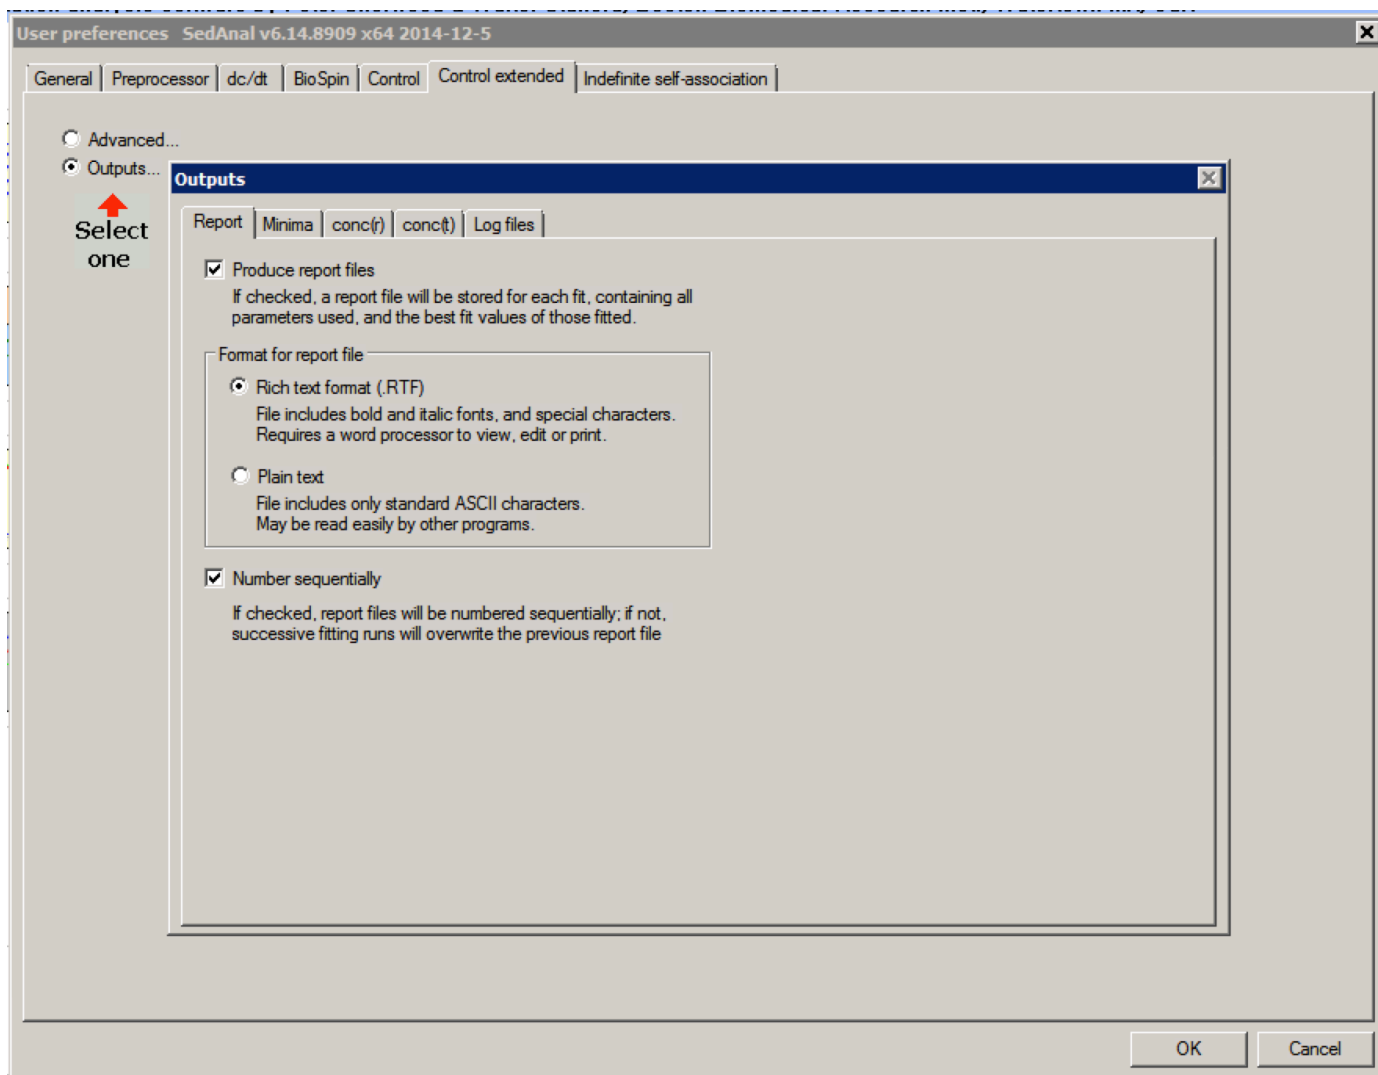 User preferences SedAnal v6.14.8909 x64 2014-12-5
General Preprocessor dc/dt BioSpin Control Control extended Indefinite self-association
Advanced...
Outputs...
Select
one
Outputs
Report Minima conc(r) conc(t) Log files
Produce report files
If checked, a report file will be stored for each fit, containing all
parameters used, and the best fit values of those fitted.
Format for report file
Rich text format (.RTF)
File includes bold and italic fonts, and special characters.
Requires a word processor to view, edit or print.
Plain text
File includes only standard ASCII characters.
May be read easily by other programs.
Number sequentially
If checked, report files will be numbered sequentially; if not,
successive fitting runs will overwrite the previous report file
OK Cancel